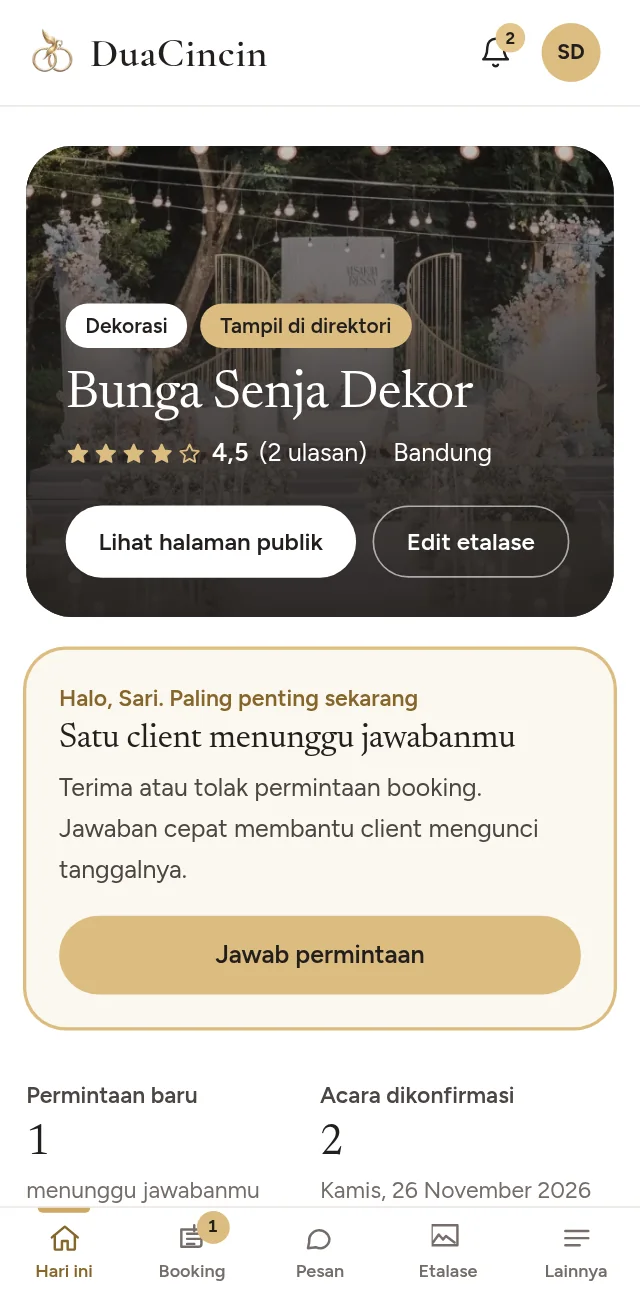 DuaCincin
2
SD
Dekorasi
Tampil di direktori
Bunga Senja Dekor
4,5 (2 ulasan) Bandung
Lihat halaman publik
Edit etalase
Halo, Sari. Paling penting sekarang
Satu client menunggu jawabanmu
Terima atau tolak permintaan booking.
Jawaban cepat membantu client mengunci
tanggalnya.
Jawab permintaan
Permintaan baru
1
menunggu jawabanmu
Acara dikonfirmasi
2
Kamis, 26 November 2026
Hari ini
1
Booking
Pesan
Etalase
Lainnya